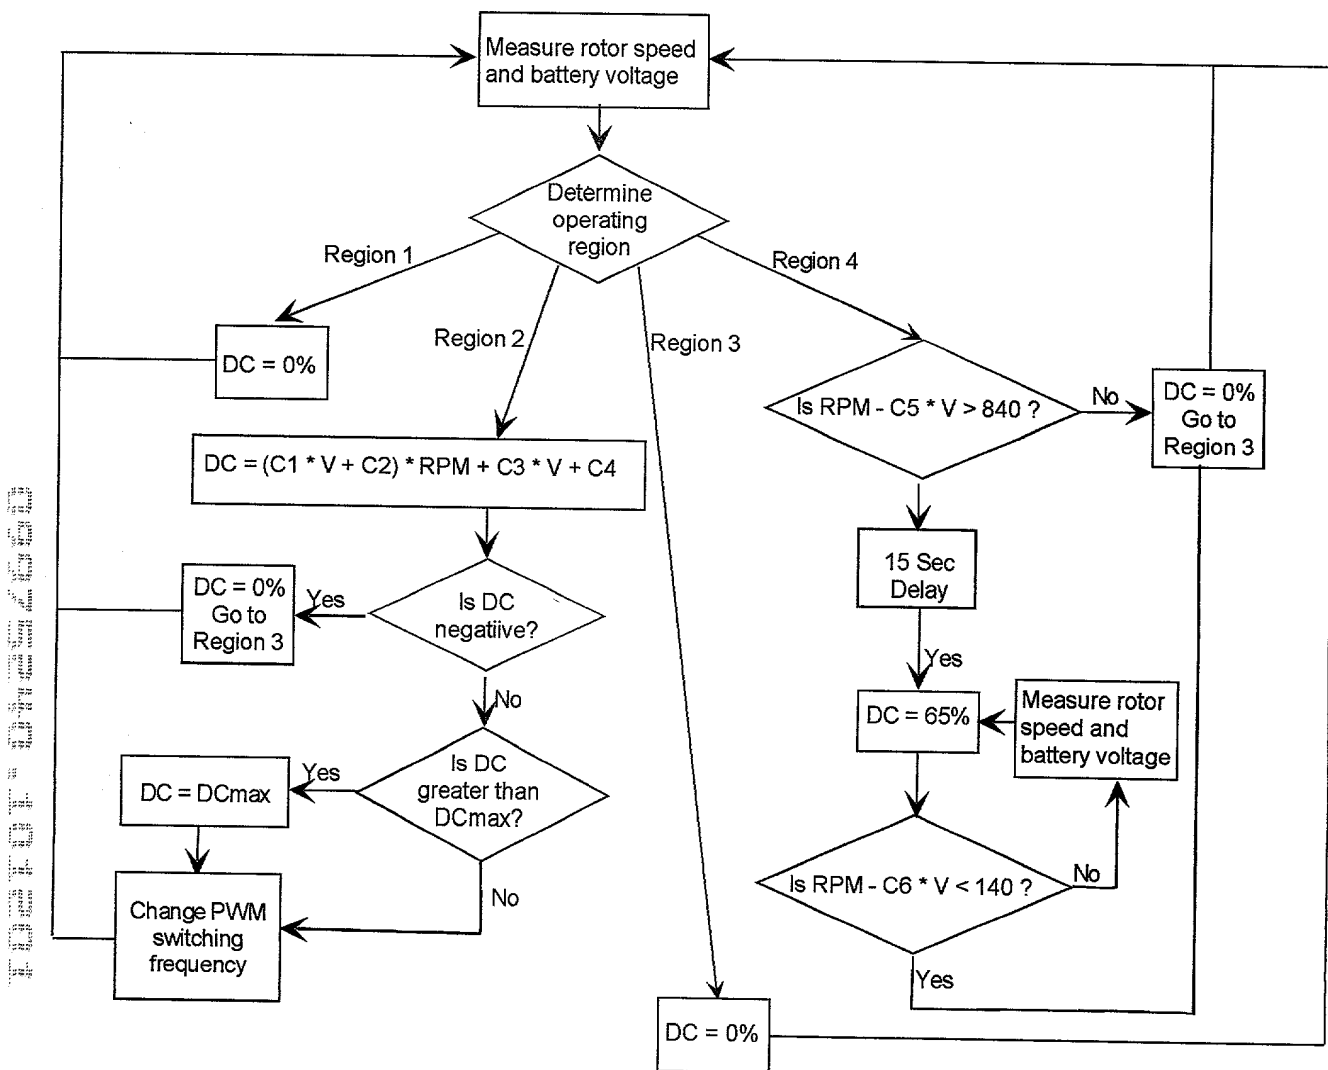 Measure rotor speed
and battery voltage
Determine
operating
region
Region 1
Region 2
Region 3
Region 4
DC = 0%
DC = (C1 * V + C2) * RPM + C3 * V + C4
Is DC
negatiive?
Yes
DC = 0%
Go to
Region 3
No
Is DC
greater than
DCmax?
Yes
DC = DCmax
No
Change PWM
switching
frequency
DC = 0%
Is RPM - C5 * V > 840 ?
No
DC = 0%
Go to
Region 3
15 Sec
Delay
Yes
DC = 65%
Measure rotor
speed and
battery voltage
Is RPM - C6 * V < 140 ?
No
Yes